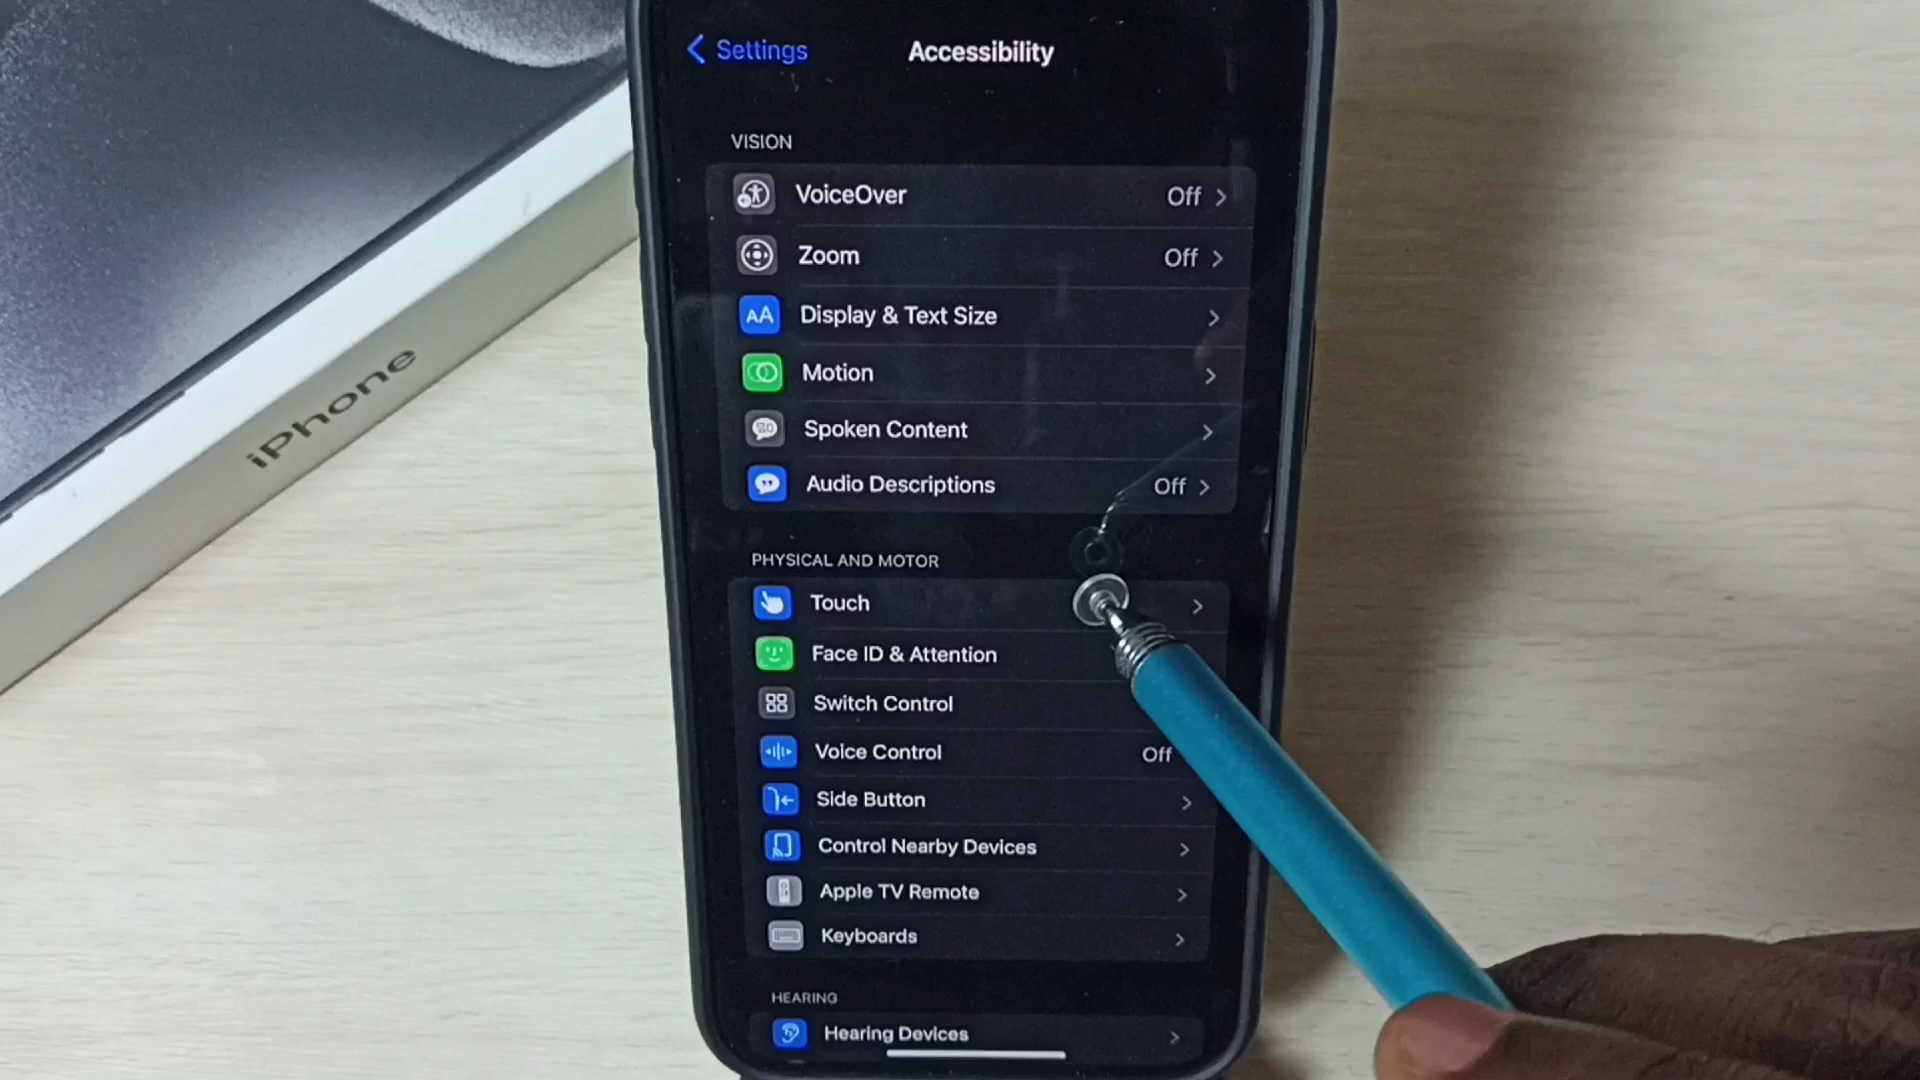 Settings
Accessibility
VISION
VoiceOver Off
Zoom Off
AA Display & Text Size
Motion
Spoken Content
Audio Descriptions Off
PHYSICAL AND MOTOR
Touch
Face ID & Attention
Switch Control
Voice Control Off
Side Button
Control Nearby Devices
Apple TV Remote
Keyboards
HEARING
Hearing Devices
iPhone